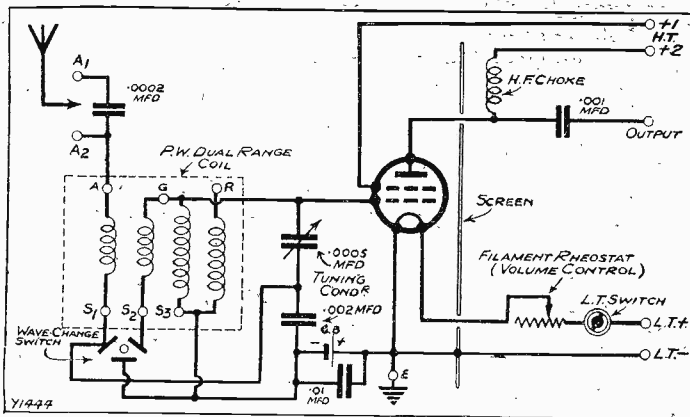 +1
H.T.
+2
A1
.0002
MFD
H.F. CHOKE
.001
MFD
OUTPUT
A2
P.W. DUAL RANGE
COIL
A
G
R
SCREEN
.0005
MFD
TUNING
CONDR
FILAMENT RHEOSTAT
(VOLUME CONTROL)
L.T. SWITCH
S1
S2
S3
.002 MFD
L.T.+
WAVE-CHANGE
SWITCH
G.B.
-
+
L.T.-
.01
MFD
E
Y1444